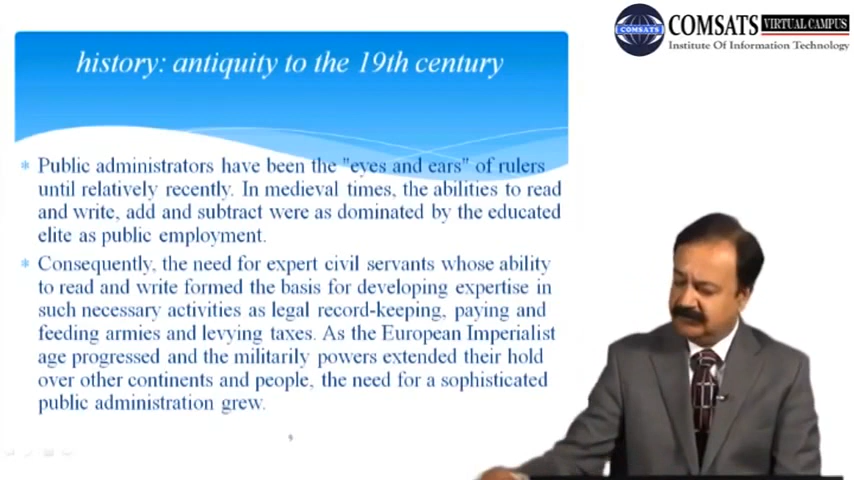 COMSATS
COMSATS VIRTUAL CAMPUS
Institute Of Information Technology
history: antiquity to the 19th century
* Public administrators have been the "eyes and ears" of rulers
until relatively recently. In medieval times, the abilities to read
and write, add and subtract were as dominated by the educated
elite as public employment.
* Consequently, the need for expert civil servants whose ability
to read and write formed the basis for developing expertise in
such necessary activities as legal record-keeping, paying and
feeding armies and levying taxes. As the European Imperialist
age progressed and the militarily powers extended their hold
over other continents and people, the need for a sophisticated
public administration grew.